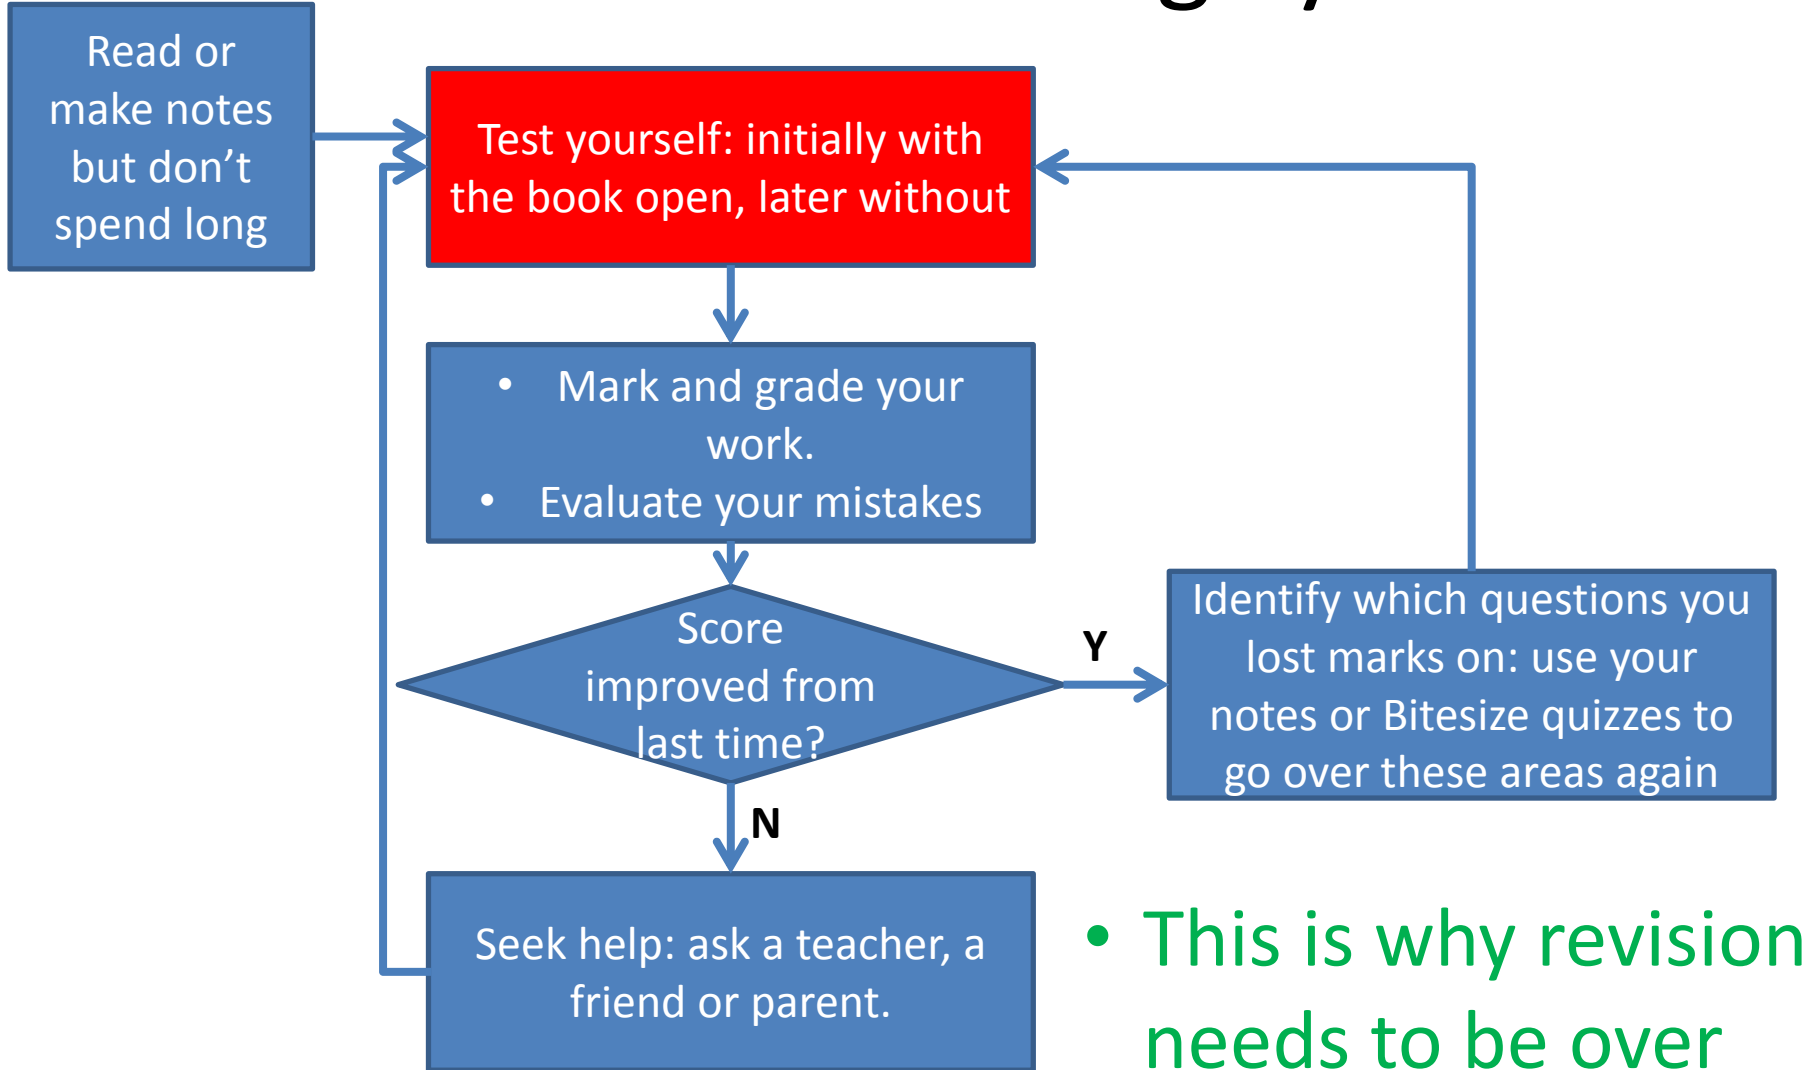 Read or
make notes
but don’t
spend long
Test yourself: initially with
the book open, later without
• Mark and grade your
work.
• Evaluate your mistakes
Score
improved from
last time?
Y
Identify which questions you
lost marks on: use your
notes or Bitesize quizzes to
go over these areas again
N
Seek help: ask a teacher, a
friend or parent.
• This is why revision
needs to be over